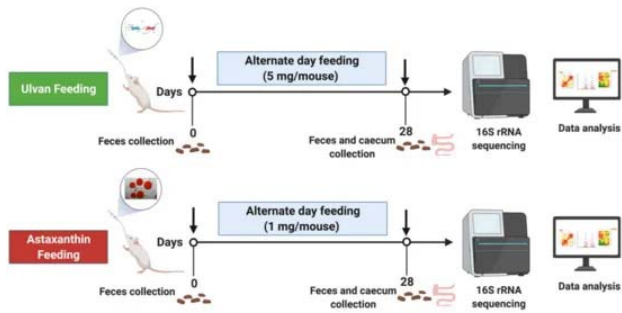 Alternate day feeding
(5 mg/mouse)
Ulvan Feeding
Days
0
28
Feces collection
Feces and caecum
collection
16S rRNA
sequencing
Data analysis
Alternate day feeding
(1 mg/mouse)
Astaxanthin
Feeding
Days
0
28
Feces collection
Feces and caecum
collection
16S rRNA
sequencing
Data analysis